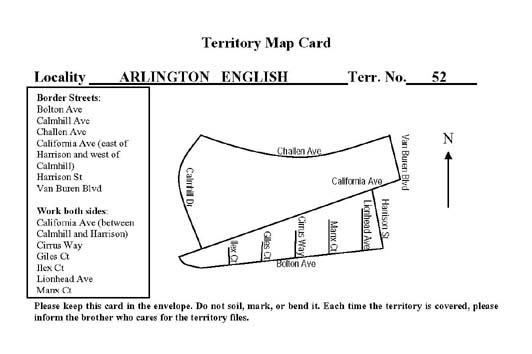 Territory Map Card
Locality ARLINGTON ENGLISH Terr. No. 52
Border Streets:
Bolton Ave
Calmhill Ave
Challen Ave
California Ave (east of
Harrison and west of
Calmhill)
Harrison St
Van Buren Blvd
Work both sides:
California Ave (between
Calmhill and Harrison)
Cirrus Way
Giles Ct
Ilex Ct
Lionhead Ave
Manx Ct
Challen Ave
Van Buren Blvd
N
California Ave
Calmhill Dr
Harrison St
Lionhead Ave
Manx Ct
Cirrus Way
Giles Ct
Ilex Ct
Bolton Ave
Please keep this card in the envelope. Do not soil, mark, or bend it. Each time the territory is covered, please
inform the brother who cares for the territory files.